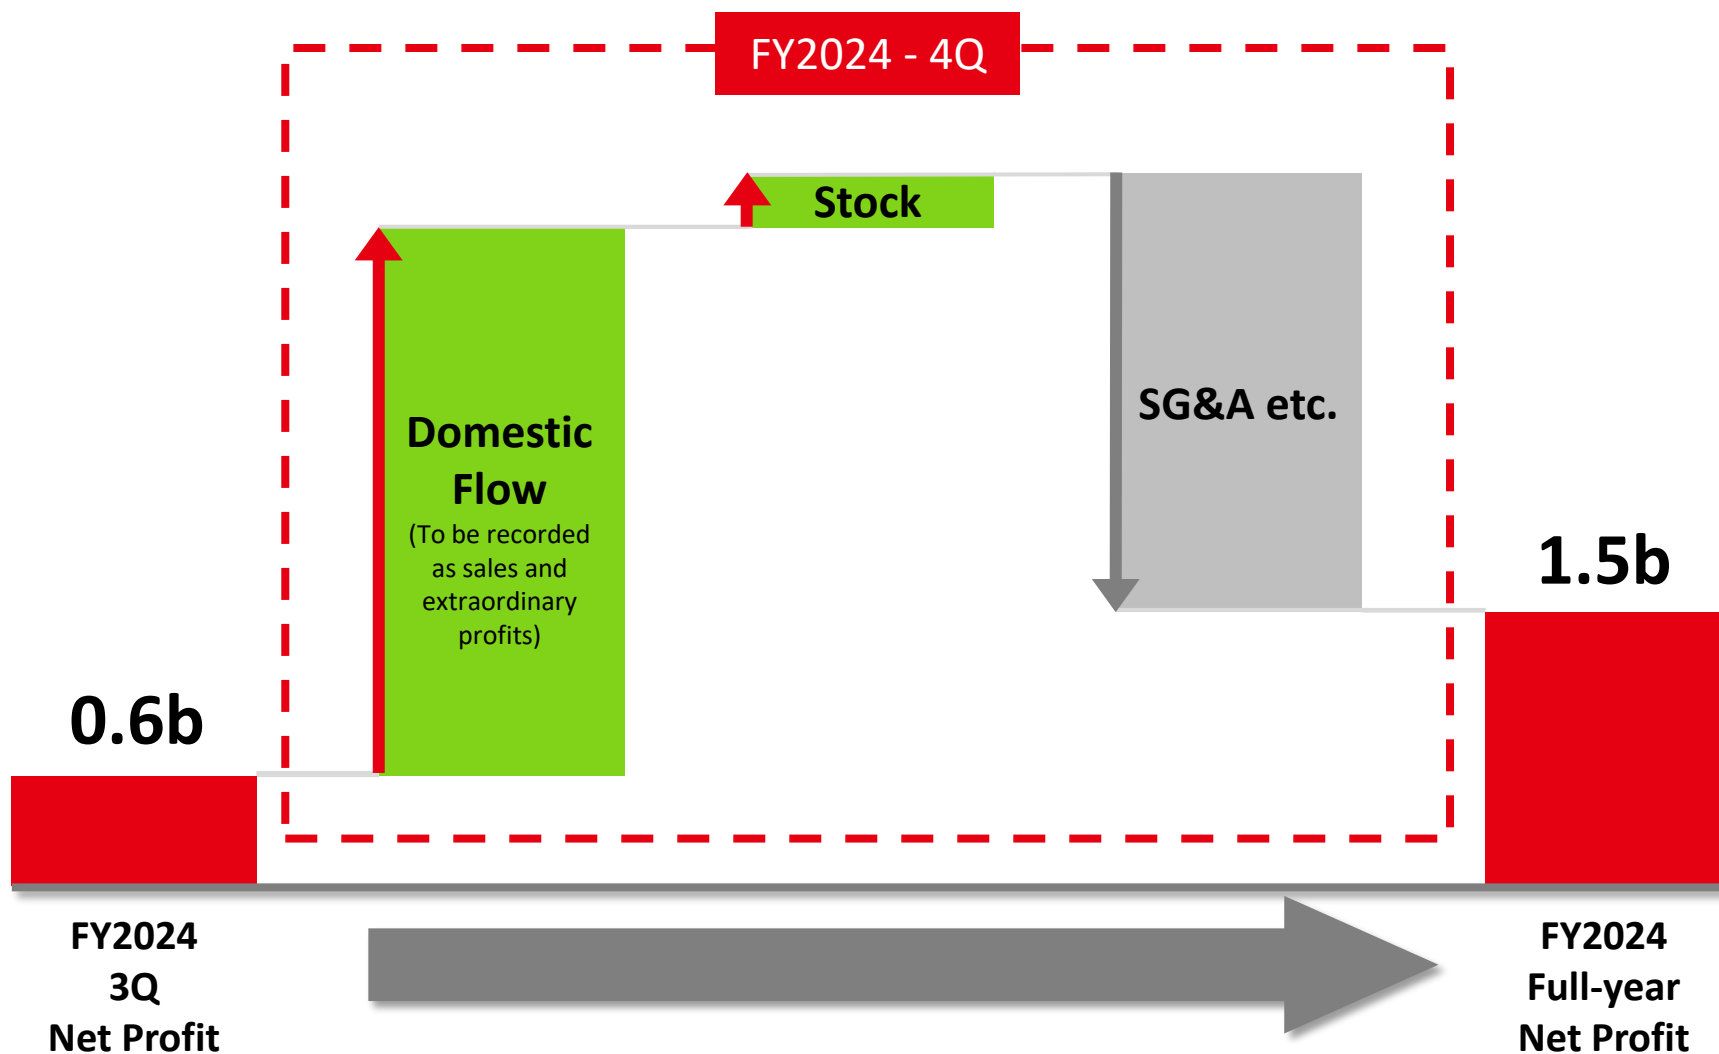 FY2024 - 4Q
Stock
SG&A etc.
Domestic
Flow
(To be recorded
as sales and
extraordinary
profits)
1.5b
0.6b
FY2024
3Q
Net Profit
FY2024
Full-year
Net Profit